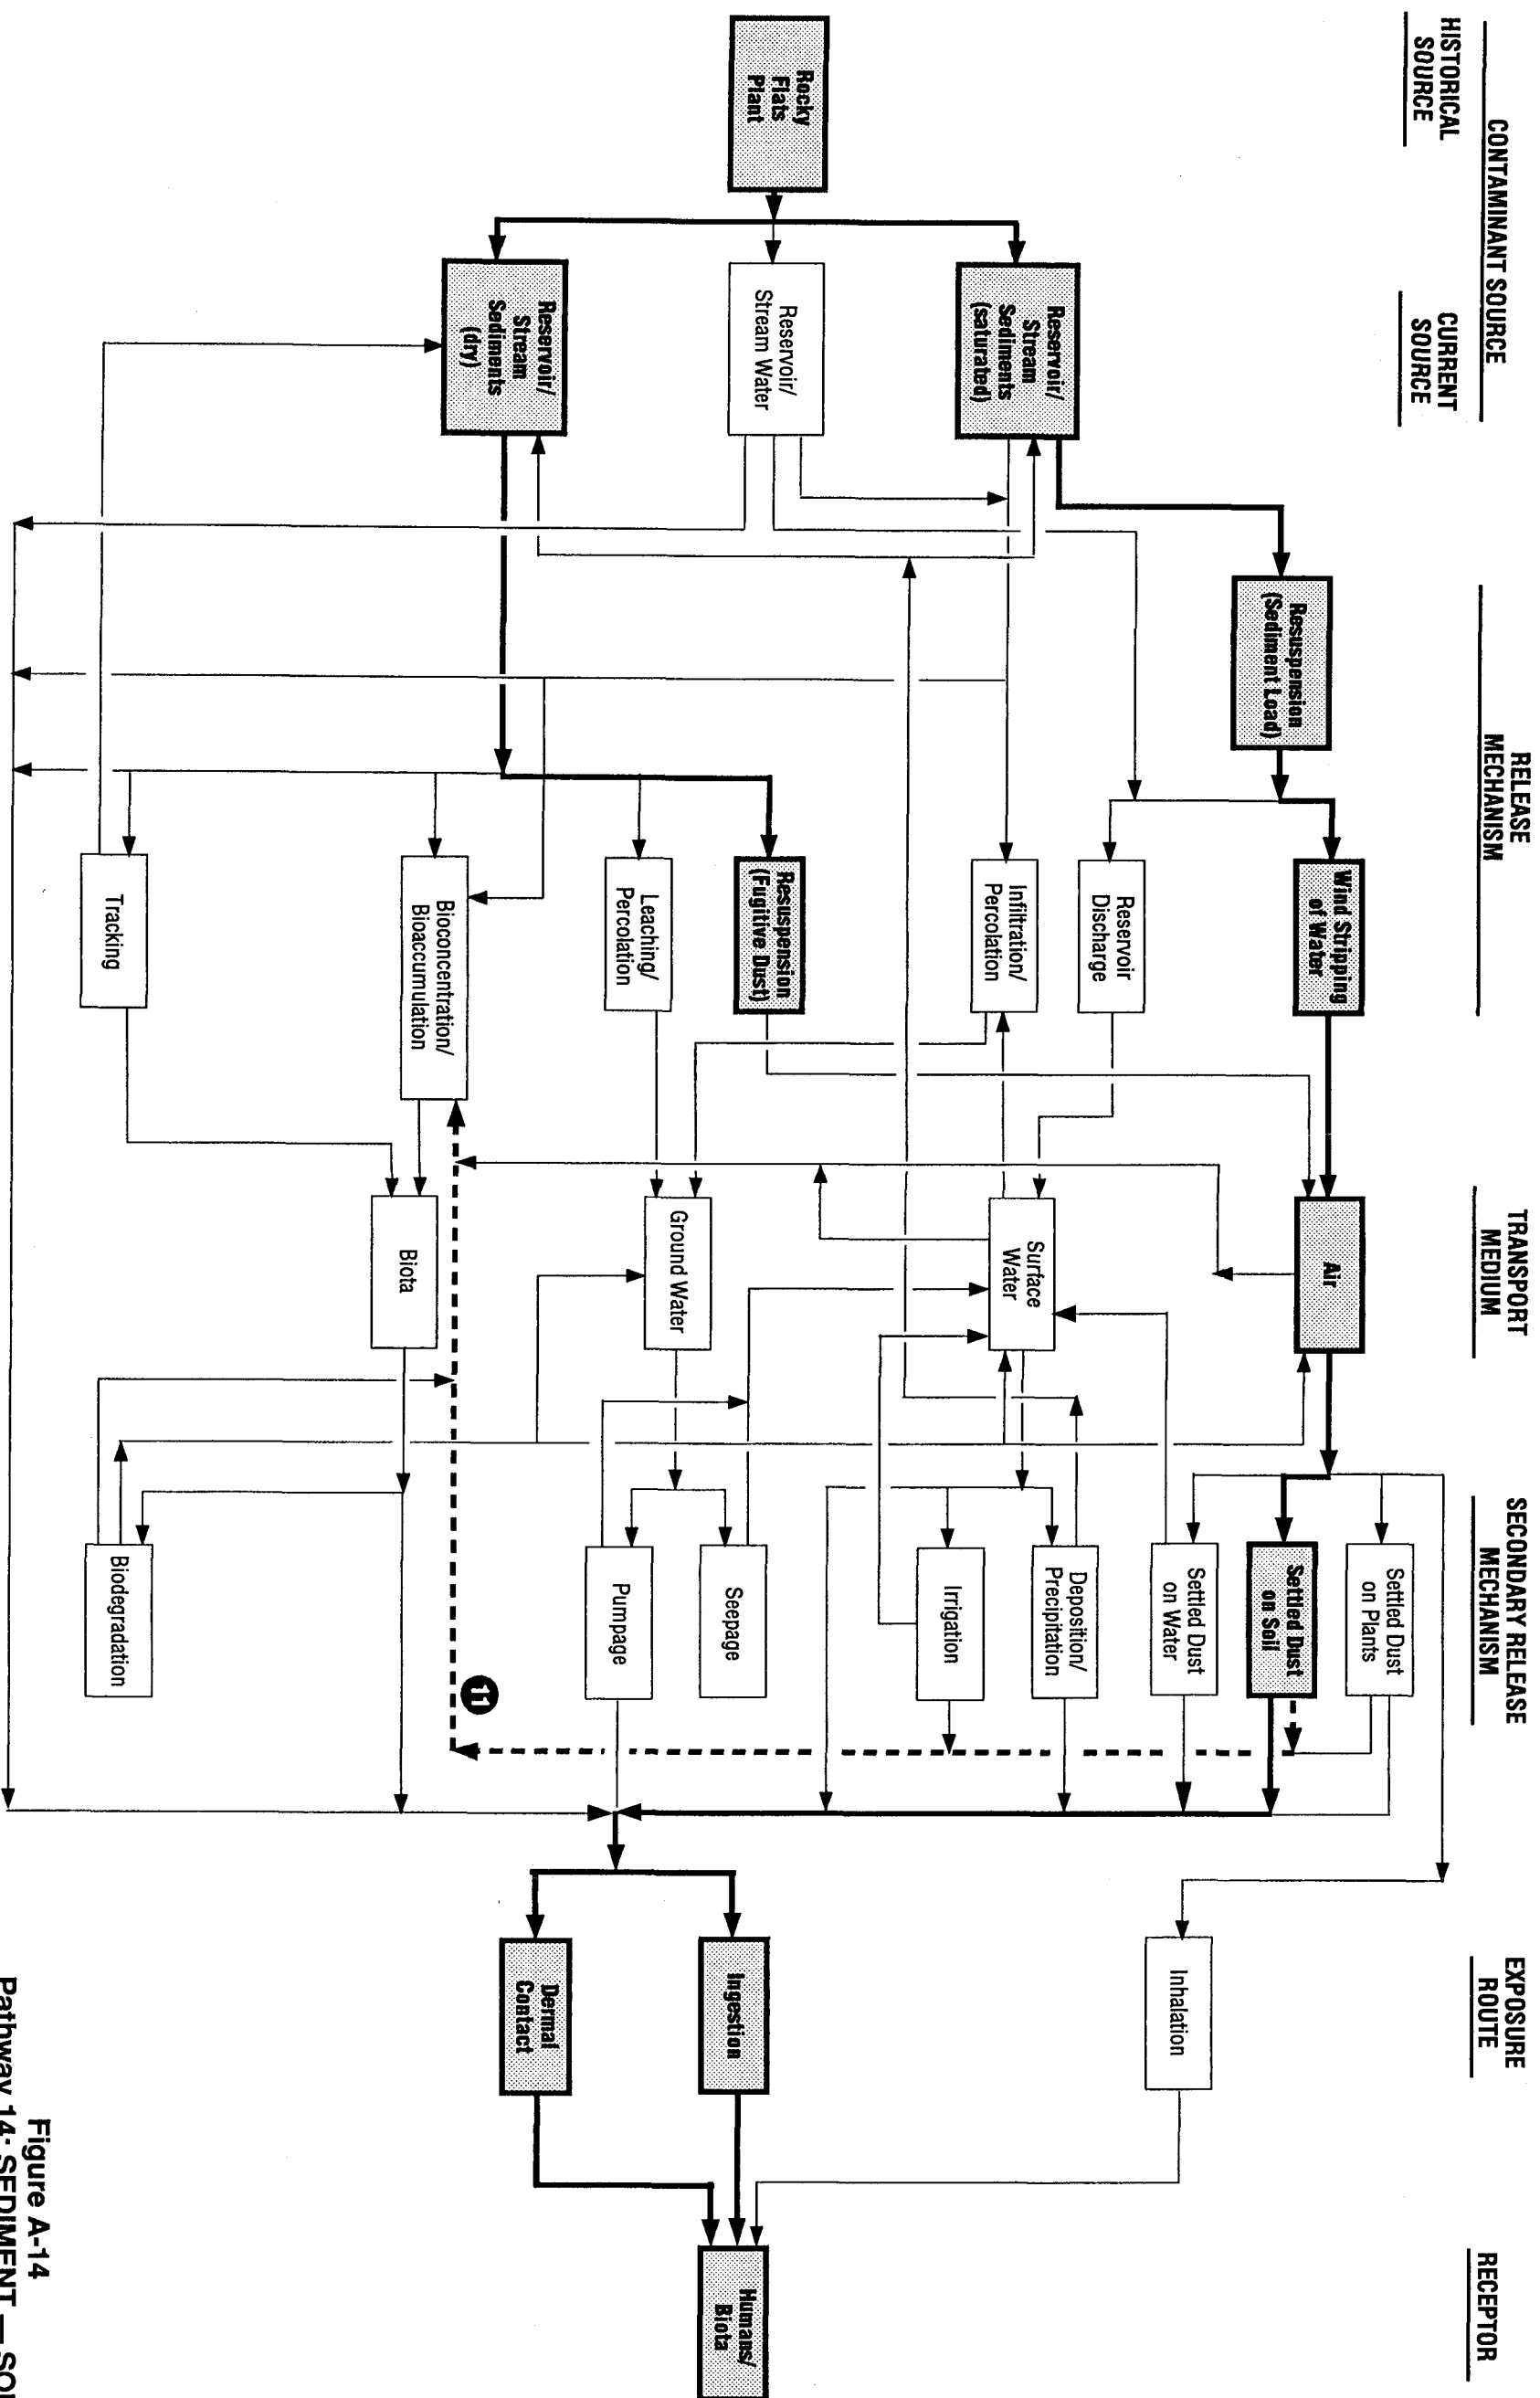 CONTAMINANT SOURCE
HISTORICAL
SOURCE
CURRENT
SOURCE
RELEASE
MECHANISM
TRANSPORT
MEDIUM
SECONDARY RELEASE
MECHANISM
EXPOSURE
ROUTE
RECEPTOR
Rocky
Flats
Plant
Reservoir/
Stream
Sediments
(saturated)
Reservoir/
Stream Water
Reservoir/
Stream
Sediments
(dry)
Resuspension
(Sediment Load)
Wind Stripping
of Water
Reservoir
Discharge
Infiltration/
Percolation
Resuspension
(Fugitive Dust)
Leaching/
Percolation
Bioconcentration/
Bioaccumulation
Tracking
Air
Surface
Water
Ground Water
Biota
Settled Dust
on Plants
Settled Dust
on Soil
Settled Dust
on Water
Deposition/
Precipitation
Irrigation
Seepage
Pumpage
Biodegradation
11
Inhalation
Ingestion
Dermal
Contact
Humans/
Biota
Figure A-14
Pathway 14: SEDIMENT —